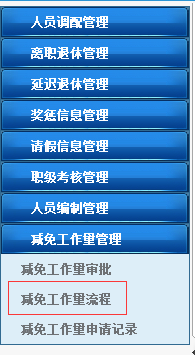 人员调配管理
离职退休管理
延迟退休管理
奖惩信息管理
请假信息管理
职级考核管理
人员编制管理
减免工作量管理
减免工作量审批
减免工作量流程
减免工作量申请记录